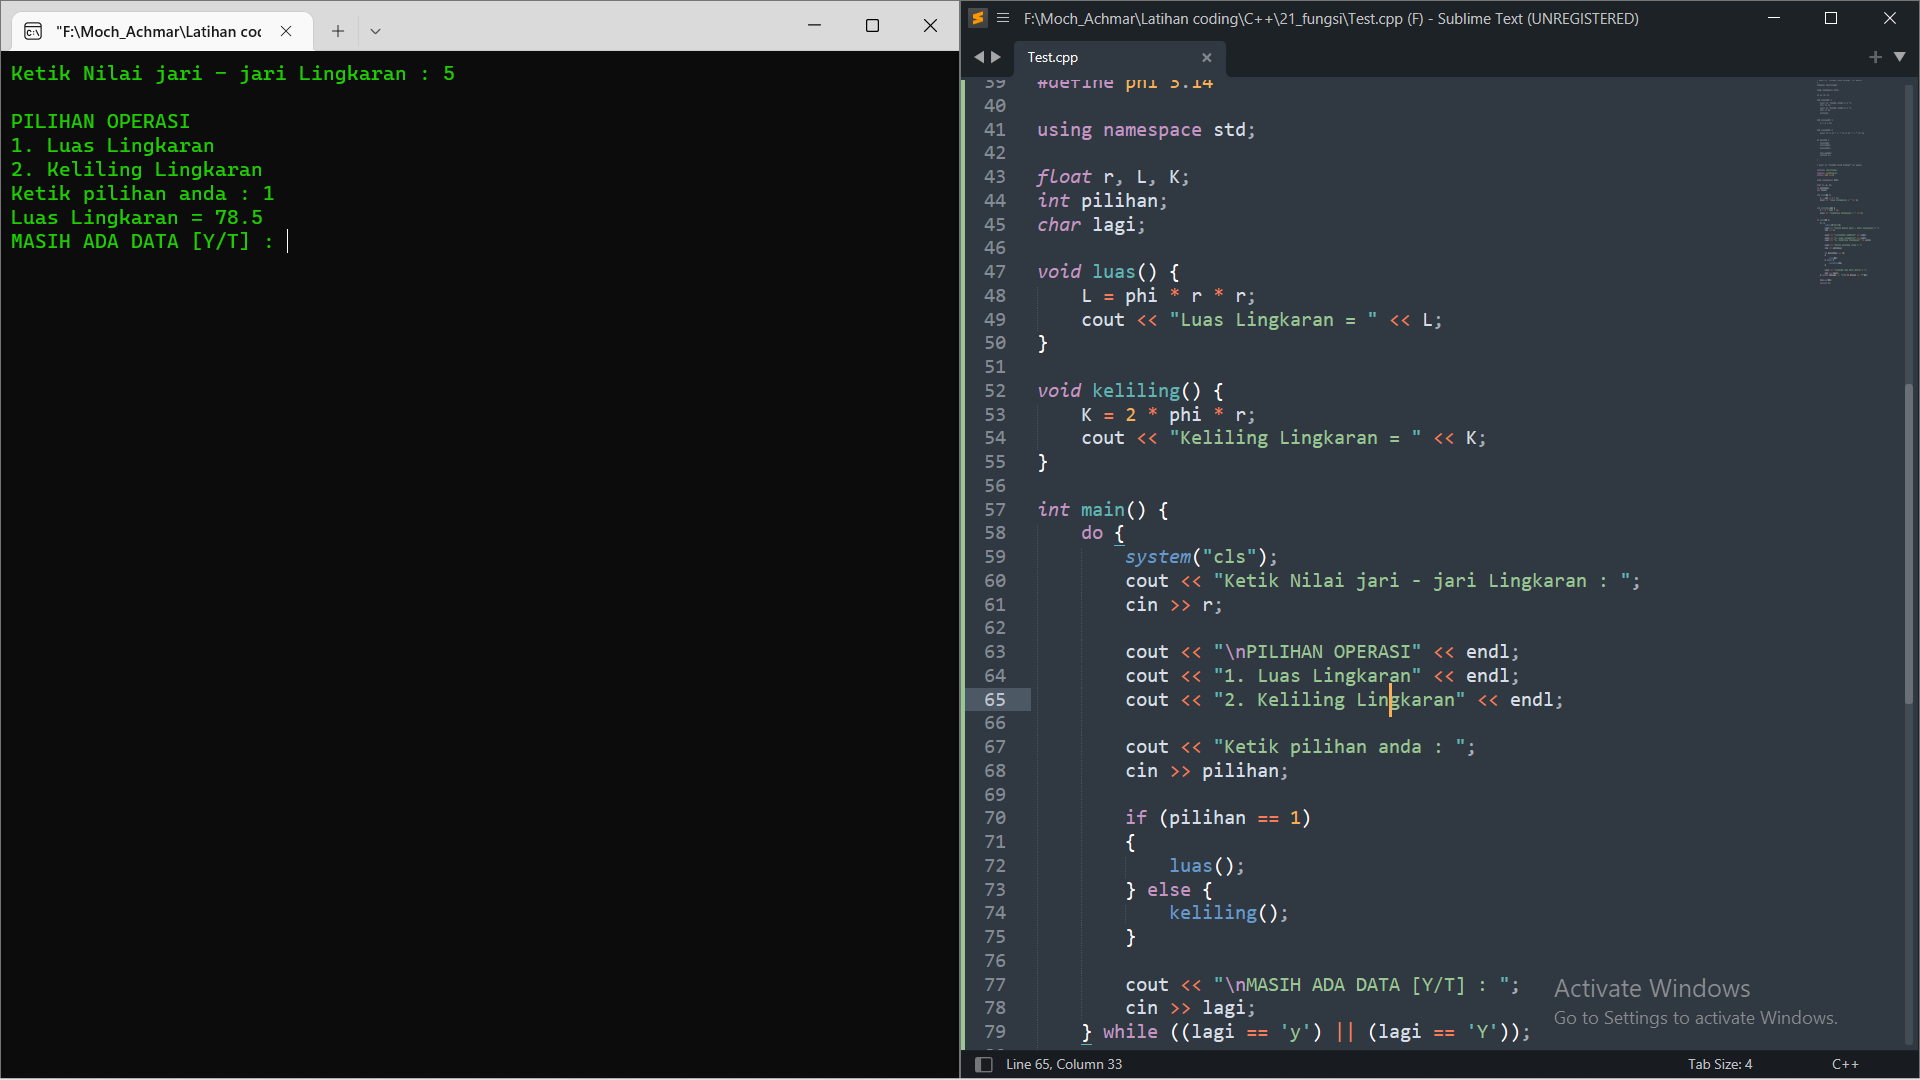 "F:\Moch_Achmar\Latihan cod
Ketik Nilai jari - jari Lingkaran : 5
PILIHAN OPERASI
1. Luas Lingkaran
2. Keliling Lingkaran
Ketik pilihan anda : 1
Luas Lingkaran = 78.5
MASIH ADA DATA [Y/T] :
F:\Moch_Achmar\Latihan coding\C++\21_fungsi\Test.cpp (F) - Sublime Text (UNREGISTERED)
Test.cpp
39 #define phi 3.14
40
41 using namespace std;
42
43 float r, L, K;
44 int pilihan;
45 char lagi;
46
47 void luas() {
48     L = phi * r * r;
49     cout << "Luas Lingkaran = " << L;
50 }
51
52 void keliling() {
53     K = 2 * phi * r;
54     cout << "Keliling Lingkaran = " << K;
55 }
56
57 int main() {
58     do {
59         system("cls");
60         cout << "Ketik Nilai jari - jari Lingkaran : ";
61         cin >> r;
62
63         cout << "\nPILIHAN OPERASI" << endl;
64         cout << "1. Luas Lingkaran" << endl;
65         cout << "2. Keliling Lingkaran" << endl;
66
67         cout << "Ketik pilihan anda : ";
68         cin >> pilihan;
69
70         if (pilihan == 1)
71         {
72             luas();
73         } else {
74             keliling();
75         }
76
77         cout << "\nMASIH ADA DATA [Y/T] : ";
78         cin >> lagi;
79     } while ((lagi == 'y') || (lagi == 'Y'));
Activate Windows
Go to Settings to activate Windows.
Line 65, Column 33
Tab Size: 4
C++